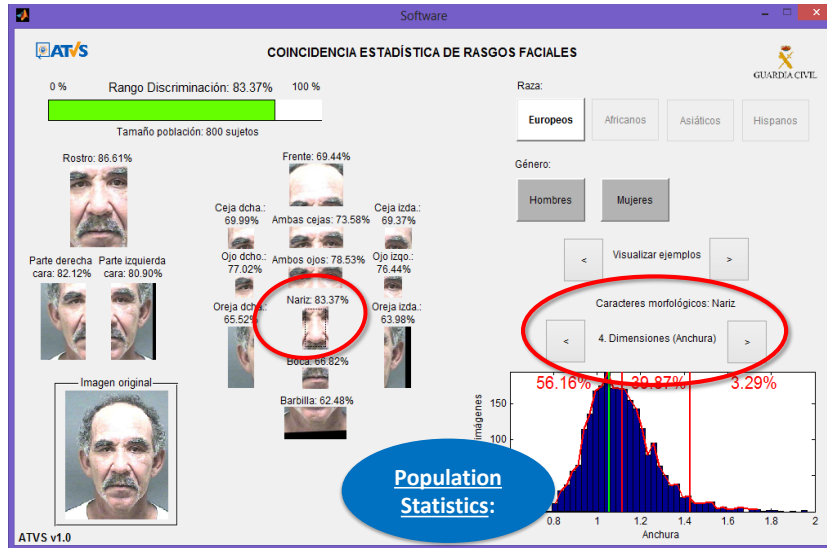 Software
ATVS
COINCIDENCIA ESTADÍSTICA DE RASGOS FACIALES
GUARDIA CIVIL
0 %
Rango Discriminación: 83.37%
100 %
Tamaño población: 800 sujetos
Rostro: 86.61%
Frente: 69.44%
Ceja dcha.:
69.99%
Ambas cejas: 73.58%
Ceja izda.:
69.37%
Parte derecha
cara: 82.12%
Parte izquierda
cara: 80.90%
Ojo dcho.:
77.02%
Ambos ojos: 78.53%
Ojo izqo.:
76.44%
Oreja dcha.:
65.52%
Nariz: 83.37%
Oreja izda.:
63.98%
Boca: 66.82%
Barbilla: 62.48%
Imagen original
ATVS v1.0
Raza:
Europeos
Africanos
Asiáticos
Hispanos
Género:
Hombres
Mujeres
<
Visualizar ejemplos
>
Caracteres morfológicos: Nariz
<
4. Dimensiones (Anchura)
>
56.16%
39.87%
3.29%
150
100
imágenes
0.8
1
1.2
1.4
1.6
1.8
2
Anchura
Population
Statistics: